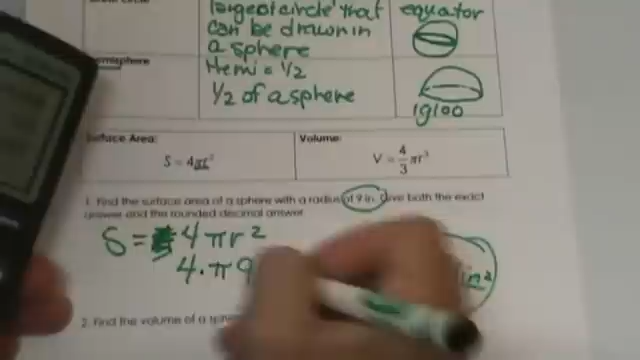 largest circle that equator
can be drawn in
a sphere
Hemi = 1/2
1/2 of a sphere
igloo
Surface Area: Volume:
S = 4πr² V = 4/3 πr³
1. Find the surface area of a sphere with a radius of 9 in. Give both the exact
answer and the rounded decimal answer.
S = 4πr²
4·π9
in²
2. Find the volume of a